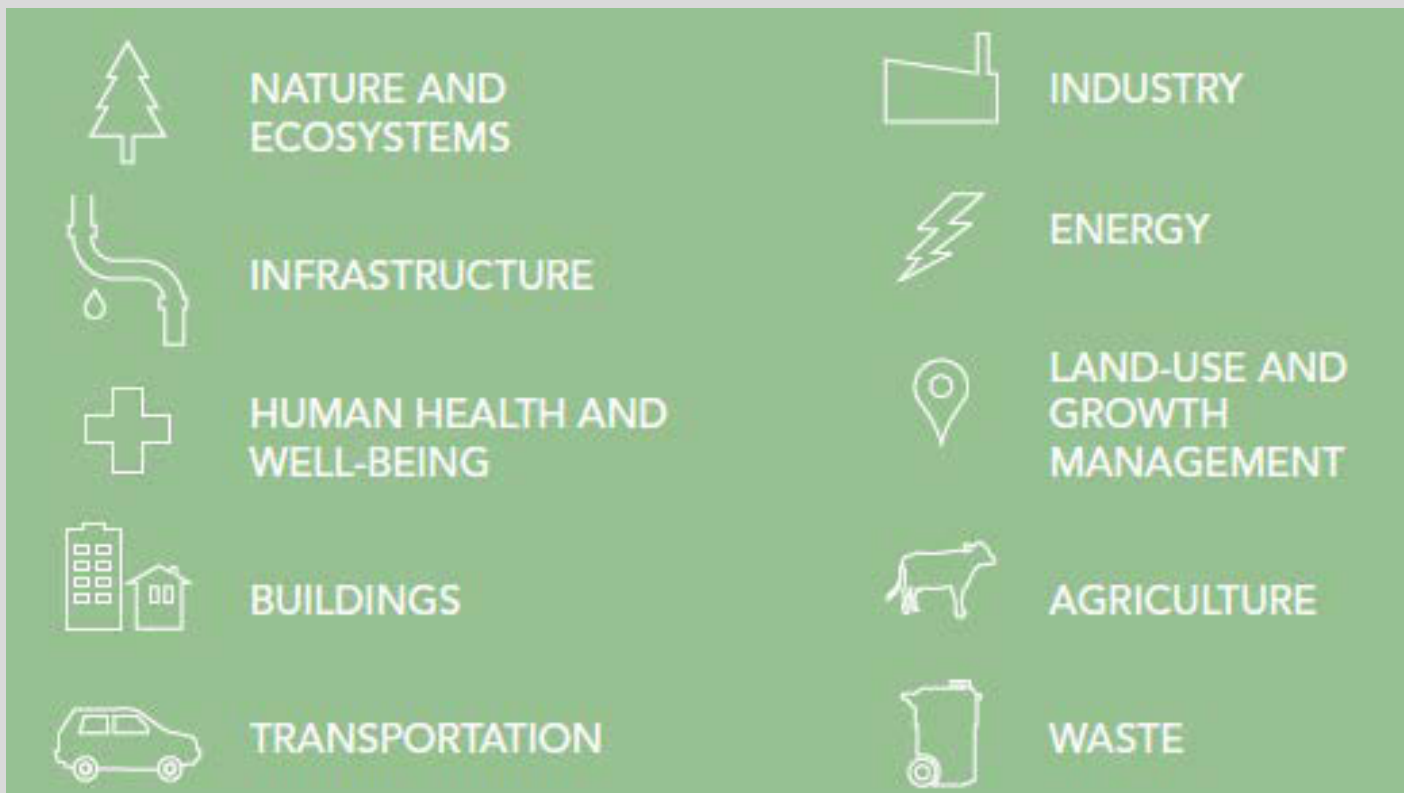 NATURE AND
ECOSYSTEMS
INFRASTRUCTURE
HUMAN HEALTH AND
WELL-BEING
BUILDINGS
TRANSPORTATION
INDUSTRY
ENERGY
LAND-USE AND
GROWTH
MANAGEMENT
AGRICULTURE
WASTE